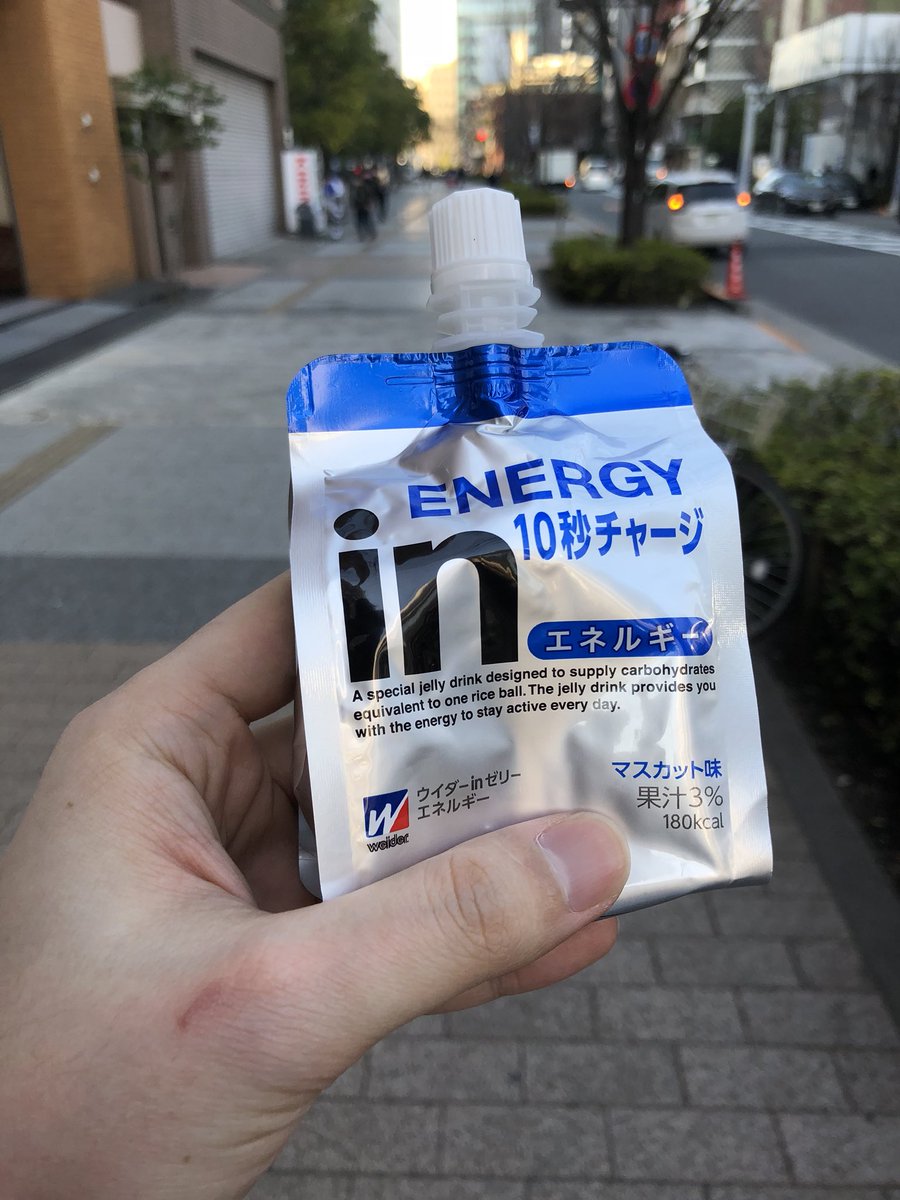 ENERGY
in
10秒チャージ
エネルギー
A special jelly drink designed to supply carbohydrates
equivalent to one rice ball. The jelly drink provides you
with the energy to stay active every day.
マスカット味
果汁3%
180kcal
W
weider
ウイダーinゼリー
エネルギー